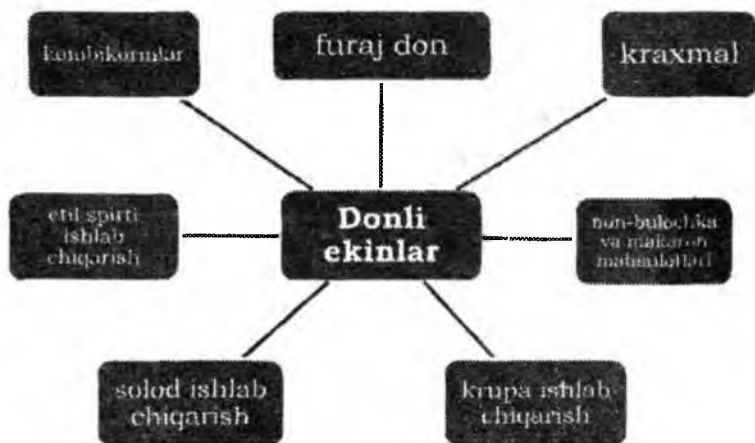 kombikormlar
furaj don
kraxmal
etil spirti
ishlab
chiqarish
Donli
ekinlar
non-bulochka
va makaron
mahsulotlari
solod ishlab
chiqarish
krupa ishlab
chiqarish